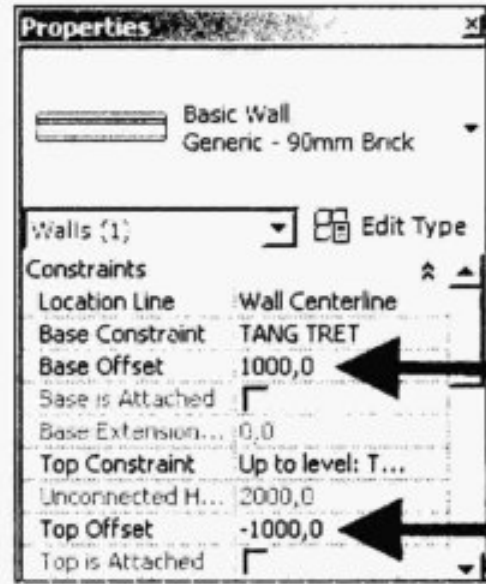 Properties
Basic Wall
Generic - 90mm Brick
Walls (1)
Edit Type
Constraints
Location Line Wall Centerline
Base Constraint TANG TRET
Base Offset 1000,0
Base is Attached
Base Extension... 0,0
Top Constraint Up to level: T...
Unconnected H... 2000,0
Top Offset -1000,0
Top is Attached